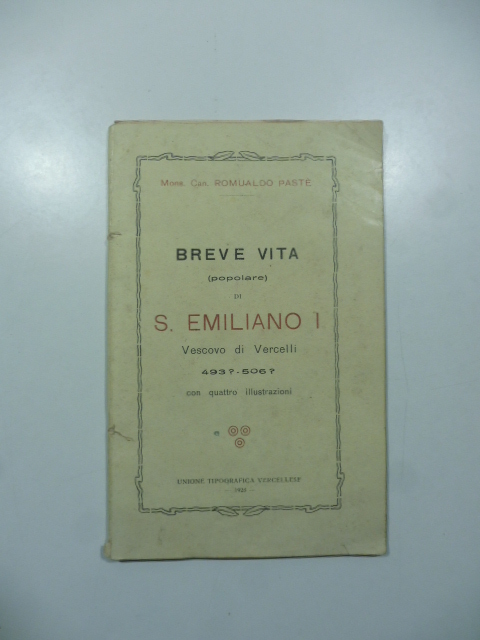 Mons. Can. ROMUALDO PASTÈ
BREVE VITA
(popolare)
DI
S. EMILIANO I
Vescovo di Vercelli
493?-506?
con quattro illustrazioni
UNIONE TIPOGRAFICA VERCELLESE